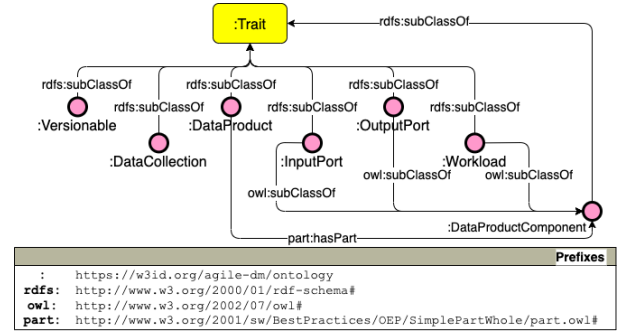 :Trait
rdfs:subClassOf
rdfs:subClassOf
rdfs:subClassOf
rdfs:subClassOf
rdfs:subClassOf
rdfs:subClassOf
rdfs:subClassOf
:Versionable
:DataProduct
:OutputPort
:DataCollection
:InputPort
:Workload
owl:subClassOf
owl:subClassOf
owl:subClassOf
:DataProductComponent
part:hasPart
Prefixes
: https://w3id.org/agile-dm/ontology
rdfs: http://www.w3.org/2000/01/rdf-schema#
owl: http://www.w3.org/2002/07/owl#
part: http://www.w3.org/2001/sw/BestPractices/OEP/SimplePartWhole/part.owl#